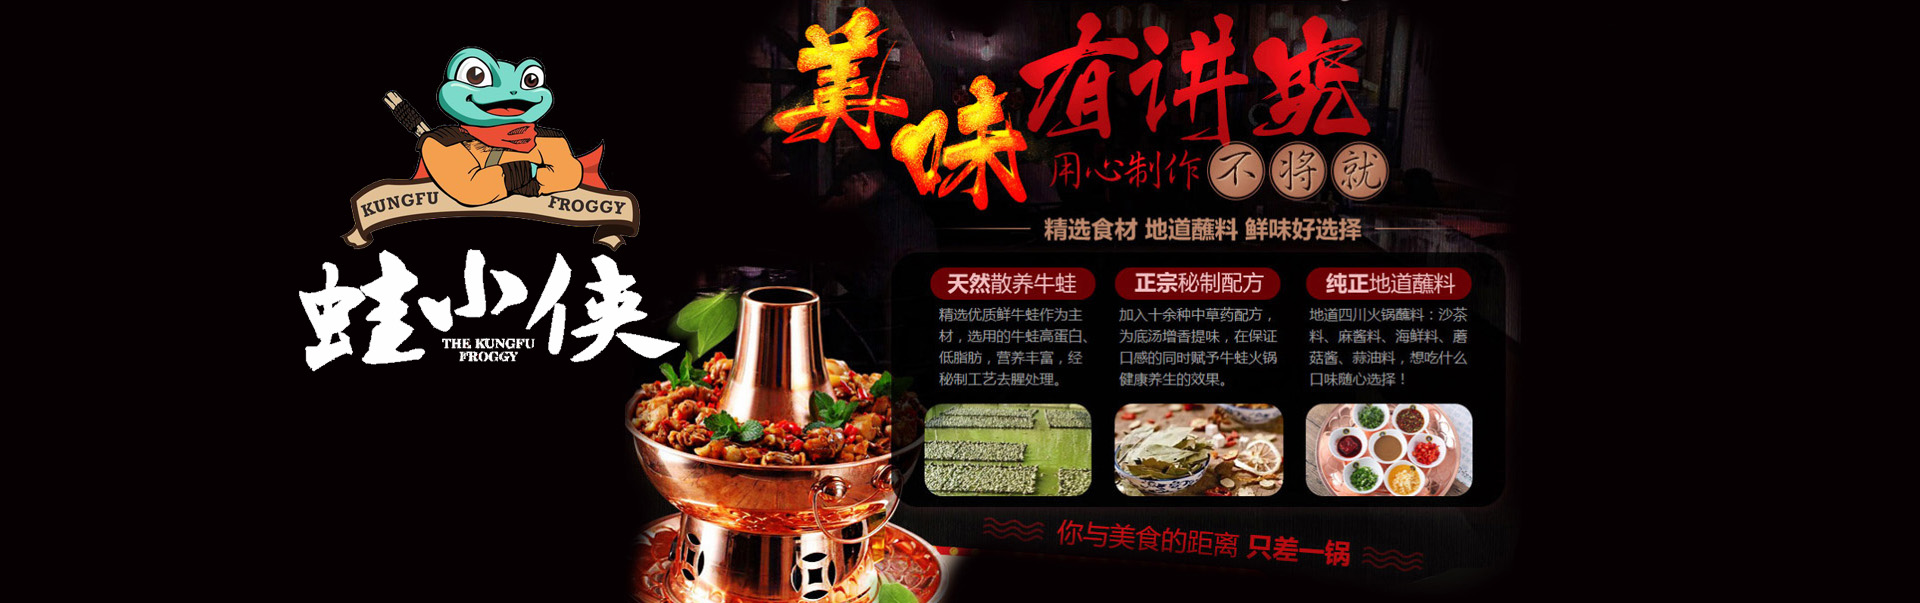 KUNGFU FROGGY
蛙小侠
THE KUNGFU
FROGGY
美味有讲究
用心制作不将就
精选食材 地道蘸料 鲜味好选择
天然散养牛蛙
精选优质鲜牛蛙作为主
材，选用的牛蛙高蛋白、
低脂肪，营养丰富，经
秘制工艺去腥处理。
正宗秘制配方
加入十余种中草药配方，
为底汤增香提味，在保证
口感的同时赋予牛蛙火锅
健康养生的效果。
纯正地道蘸料
地道四川火锅蘸料：沙茶
料、麻酱料、海鲜料、蘑
菇酱、蒜油料，想吃什么
口味随心选择！
你与美食的距离 只差一锅